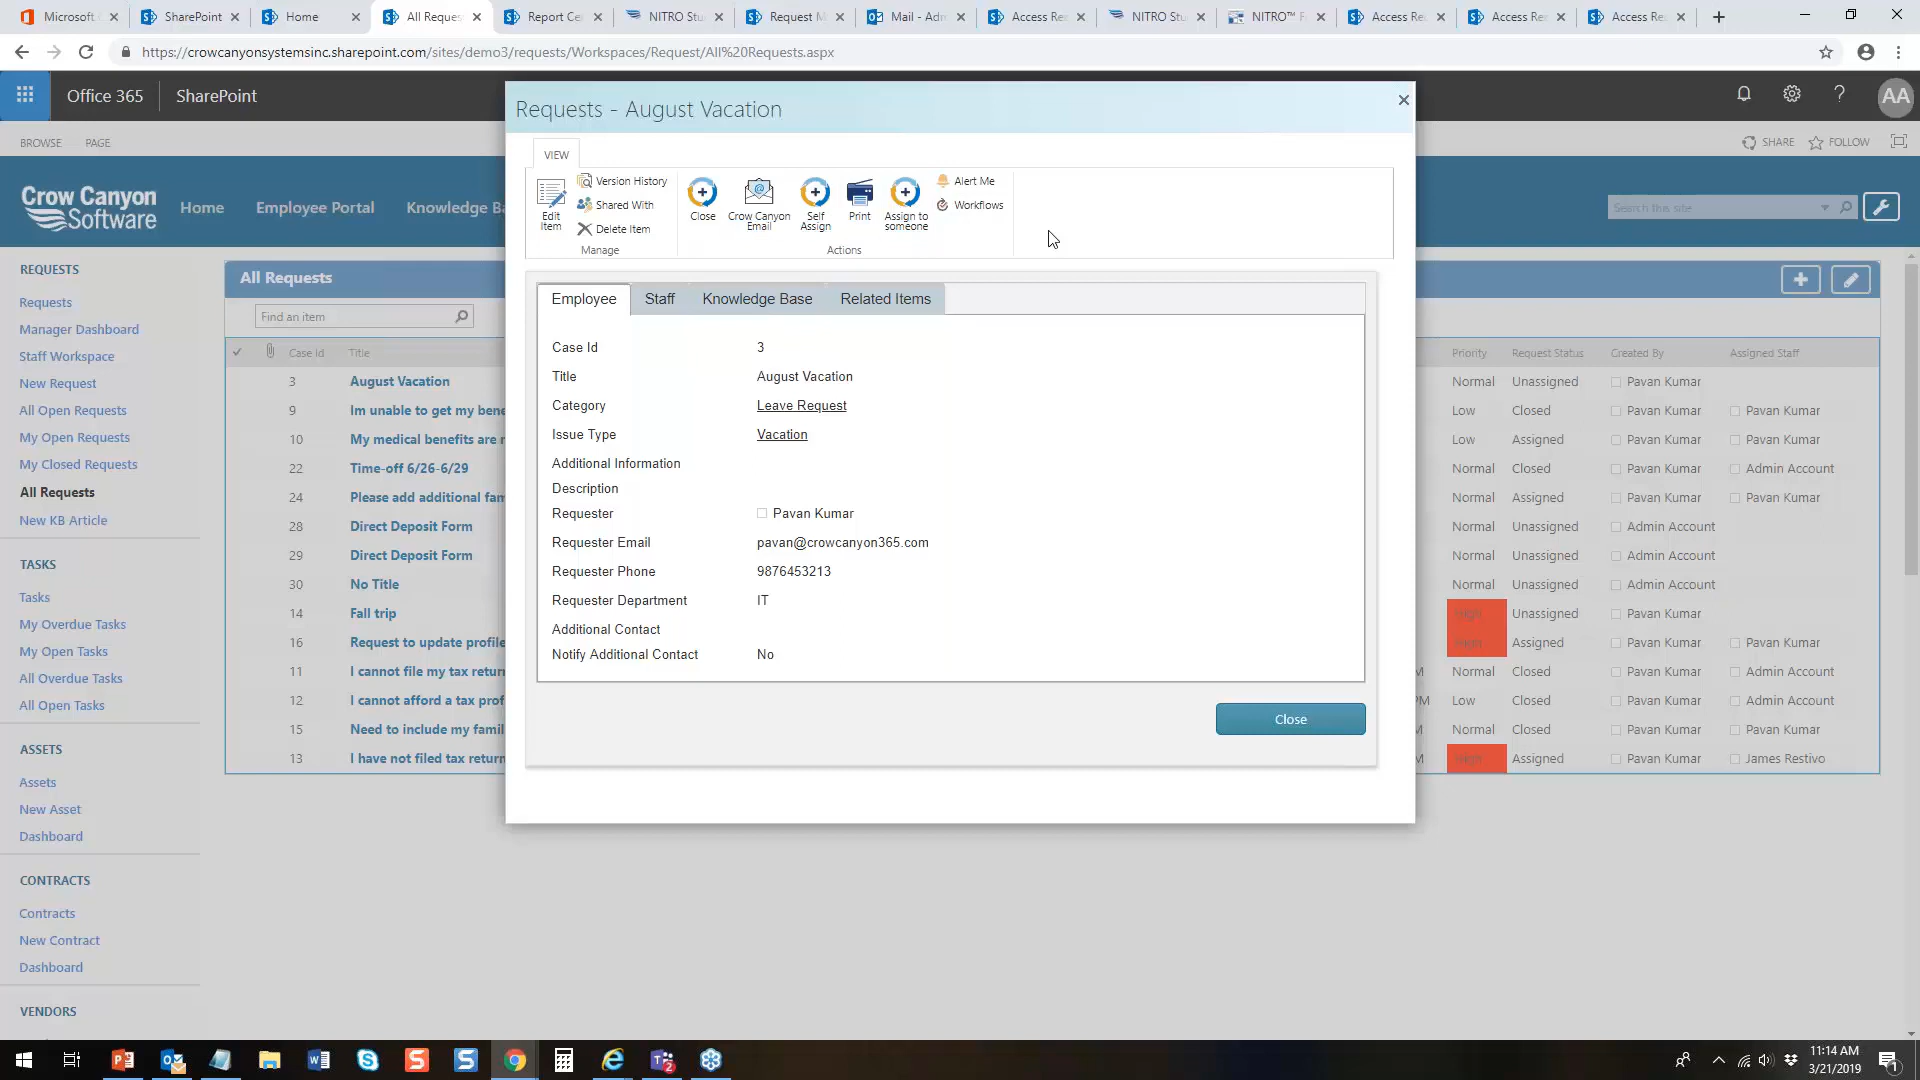 Microsoft
SharePoint
Home
All Reques
Report Ce
NITRO Stu
Request M
Mail - Adm
Access Re
NITRO Stu
NITRO™ F
Access Re
Access Re
Access Re
https://crowcanyonsystemsinc.sharepoint.com/sites/demo3/requests/Workspaces/Request/All%20Requests.aspx
Office 365
SharePoint
AA
BROWSE
PAGE
SHARE
FOLLOW
Crow Canyon
Software
Home
Employee Portal
Knowledge Ba
Search this site
REQUESTS
Requests
Manager Dashboard
Staff Workspace
New Request
All Open Requests
My Open Requests
My Closed Requests
All Requests
New KB Article
TASKS
Tasks
My Overdue Tasks
My Open Tasks
All Overdue Tasks
All Open Tasks
ASSETS
Assets
New Asset
Dashboard
CONTRACTS
Contracts
New Contract
Dashboard
VENDORS
All Requests
Find an item
Case Id Title
3 August Vacation
9 Im unable to get my bene
10 My medical benefits are n
22 Time-off 6/26-6/29
24 Please add additional fam
28 Direct Deposit Form
29 Direct Deposit Form
30 No Title
14 Fall trip
16 Request to update profile
11 I cannot file my tax return
12 I cannot afford a tax prof
15 Need to include my famil
13 I have not filed tax return
Requests - August Vacation
VIEW
Edit Item
Version History
Shared With
Delete Item
Manage
Close
Crow Canyon Email
Self Assign
Print
Assign to someone
Alert Me
Workflows
Actions
Employee
Staff
Knowledge Base
Related Items
Case Id 3
Title August Vacation
Category Leave Request
Issue Type Vacation
Additional Information
Description
Requester Pavan Kumar
Requester Email pavan@crowcanyon365.com
Requester Phone 9876453213
Requester Department IT
Additional Contact
Notify Additional Contact No
Close
Priority Request Status Created By Assigned Staff
Normal Unassigned Pavan Kumar
Low Closed Pavan Kumar Pavan Kumar
Low Assigned Pavan Kumar Pavan Kumar
Normal Closed Pavan Kumar Admin Account
Normal Assigned Pavan Kumar Pavan Kumar
Normal Unassigned Admin Account
Normal Unassigned Admin Account
Normal Unassigned Admin Account
High Unassigned Pavan Kumar
High Assigned Pavan Kumar Pavan Kumar
M Normal Closed Pavan Kumar Admin Account
PM Low Closed Pavan Kumar Admin Account
M Normal Closed Pavan Kumar Pavan Kumar
M High Assigned Pavan Kumar James Restivo
11:14 AM
3/21/2019